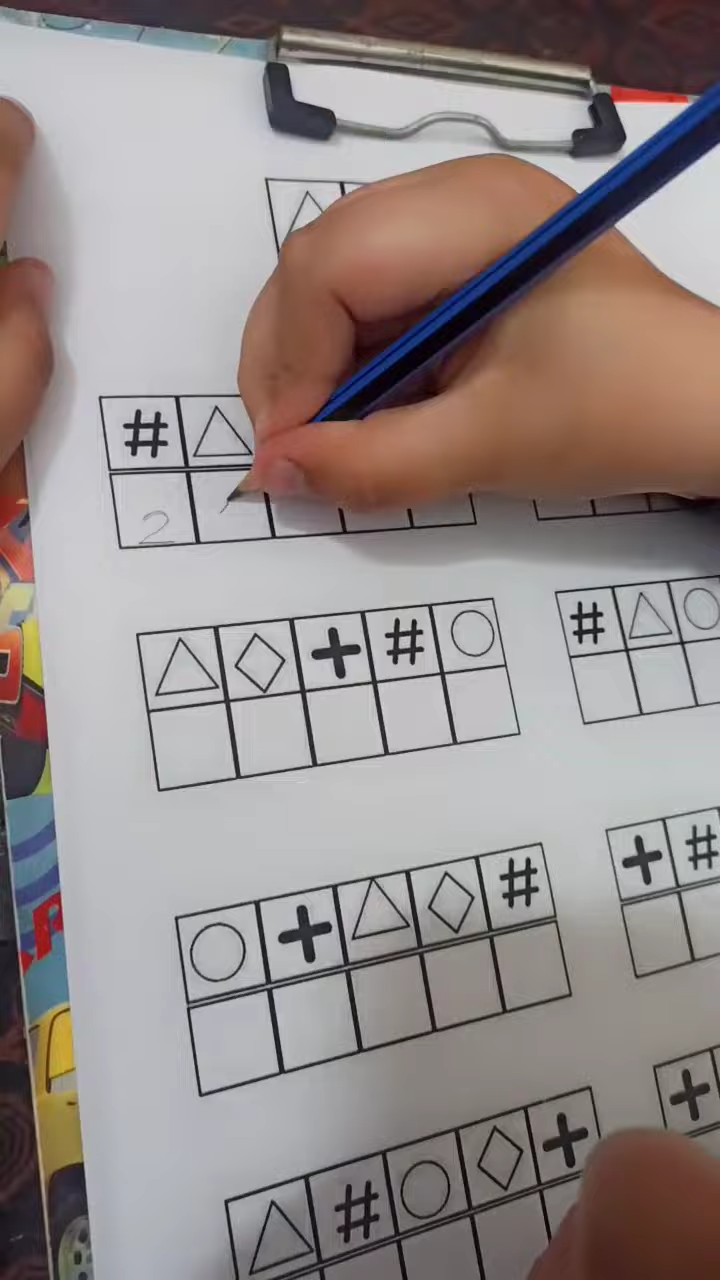 # △
2
△ ◇ + # ○
# △ ○
○ + △ ◇ #
+ #
△ # ○ ◇ +
+